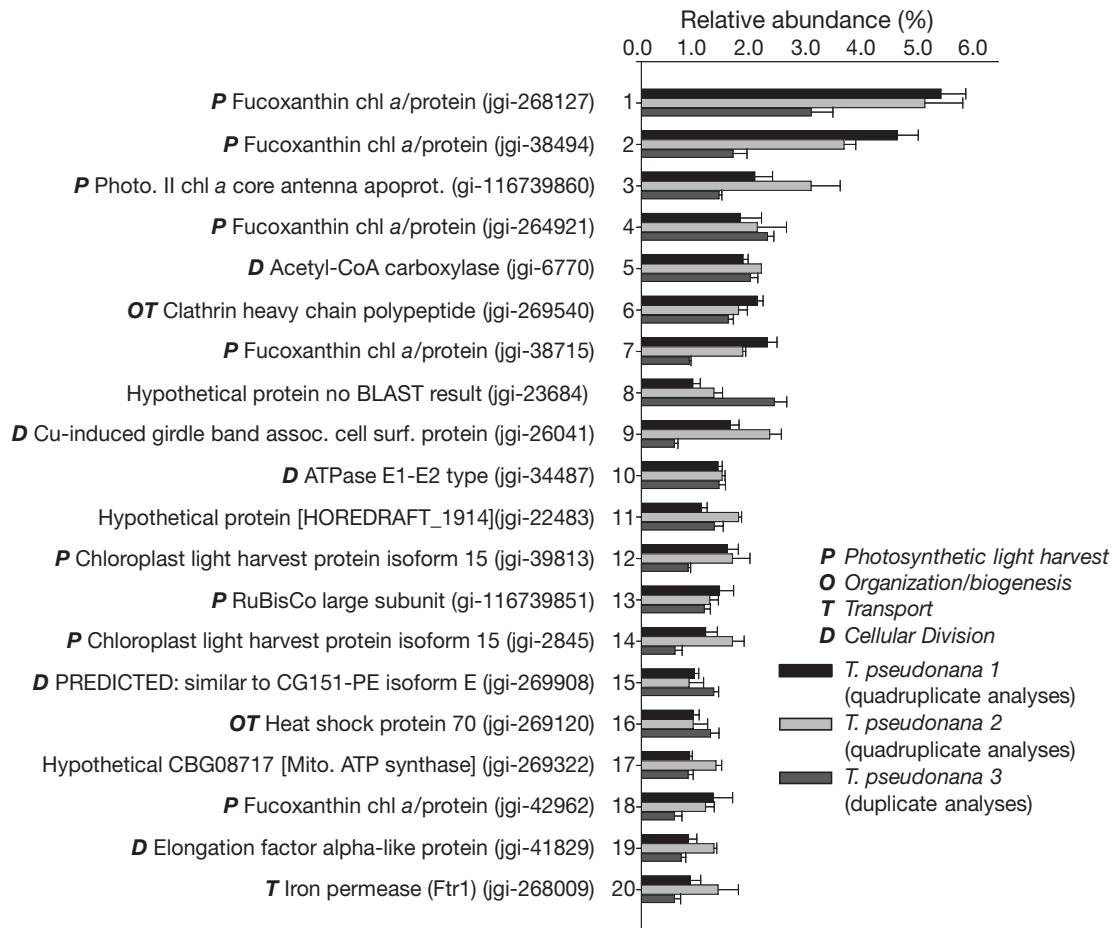 Relative abundance (%)
0.0 1.0 2.0 3.0 4.0 5.0 6.0
P Fucoxanthin chl a/protein (jgi-268127) 1
P Fucoxanthin chl a/protein (jgi-38494) 2
P Photo. II chl a core antenna apoprot. (gi-116739860) 3
P Fucoxanthin chl a/protein (jgi-264921) 4
D Acetyl-CoA carboxylase (jgi-6770) 5
OT Clathrin heavy chain polypeptide (jgi-269540) 6
P Fucoxanthin chl a/protein (jgi-38715) 7
Hypothetical protein no BLAST result (jgi-23684) 8
D Cu-induced girdle band assoc. cell surf. protein (jgi-26041) 9
D ATPase E1-E2 type (jgi-34487) 10
Hypothetical protein [HOREDRAFT_1914](jgi-22483) 11
P Chloroplast light harvest protein isoform 15 (jgi-39813) 12
P RuBisCo large subunit (gi-116739851) 13
P Chloroplast light harvest protein isoform 15 (jgi-2845) 14
D PREDICTED: similar to CG151-PE isoform E (jgi-269908) 15
OT Heat shock protein 70 (jgi-269120) 16
Hypothetical CBG08717 [Mito. ATP synthase] (jgi-269322) 17
P Fucoxanthin chl a/protein (jgi-42962) 18
D Elongation factor alpha-like protein (jgi-41829) 19
T Iron permease (Ftr1) (jgi-268009) 20
P Photosynthetic light harvest
O Organization/biogenesis
T Transport
D Cellular Division
T. pseudonana 1
(quadruplicate analyses)
T. pseudonana 2
(quadruplicate analyses)
T. pseudonana 3
(duplicate analyses)